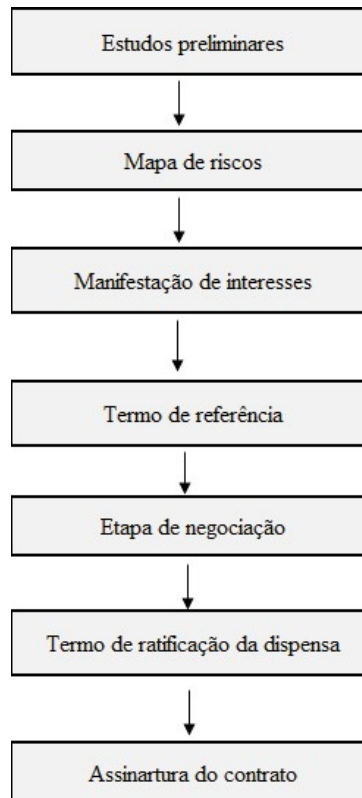 Estudos preliminares
Mapa de riscos
Manifestação de interesses
Termo de referência
Etapa de negociação
Termo de ratificação da dispensa
Assinartura do contrato